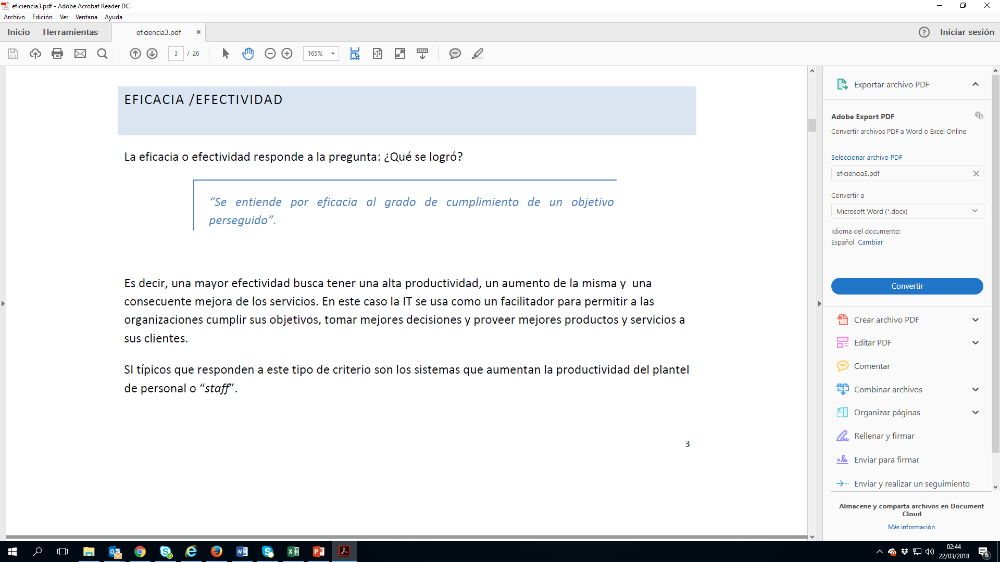 eficiencia3.pdf - Adobe Acrobat Reader DC
Archivo Edición Ver Ventana Ayuda
Inicio Herramientas eficiencia3.pdf × ? Iniciar sesión
3 / 26 165%
EFICACIA /EFECTIVIDAD
La eficacia o efectividad responde a la pregunta: ¿Qué se logró?
“Se entiende por eficacia al grado de cumplimiento de un objetivo
perseguido”.
Es decir, una mayor efectividad busca tener una alta productividad, un aumento de la misma y una
consecuente mejora de los servicios. En este caso la IT se usa como un facilitador para permitir a las
organizaciones cumplir sus objetivos, tomar mejores decisiones y proveer mejores productos y servicios a
sus clientes.
SI típicos que responden a este tipo de criterio son los sistemas que aumentan la productividad del plantel
de personal o “staff”.
3
Exportar archivo PDF
Adobe Export PDF
Convertir archivos PDF a Word o Excel Online
Seleccionar archivo PDF
eficiencia3.pdf
Convertir a
Microsoft Word (*.docx)
Idioma del documento:
Español Cambiar
Convertir
Crear archivo PDF
Editar PDF
Comentar
Combinar archivos
Organizar páginas
Rellenar y firmar
Enviar para firmar
Enviar y realizar un seguimiento
Almacene y comparta archivos en Document
Cloud
Más información
02:44
22/03/2018
6